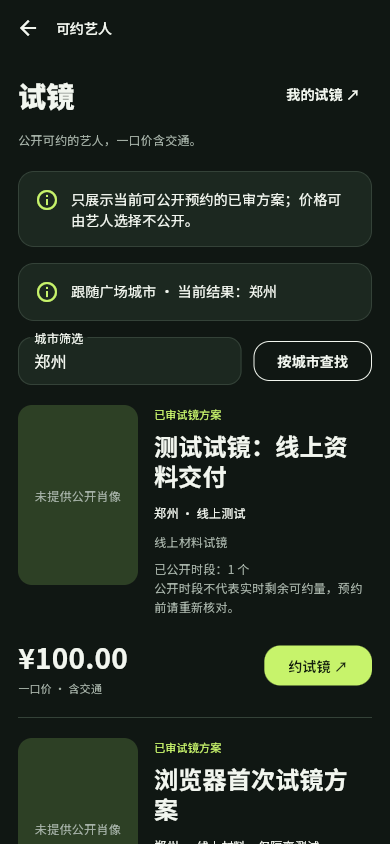 可约艺人
试镜
我的试镜 ↗
公开可约的艺人，一口价含交通。
只展示当前可公开预约的已审方案；价格可
由艺人选择不公开。
跟随广场城市 · 当前结果：郑州
城市筛选
郑州
按城市查找
已审试镜方案
未提供公开肖像
测试试镜：线上资
料交付
郑州 · 线上测试
线上材料试镜
已公开时段：1 个
公开时段不代表实时剩余可约量，预约
前请重新核对。
¥100.00
一口价 · 含交通
约试镜 ↗
已审试镜方案
未提供公开肖像
浏览器首次试镜方
案